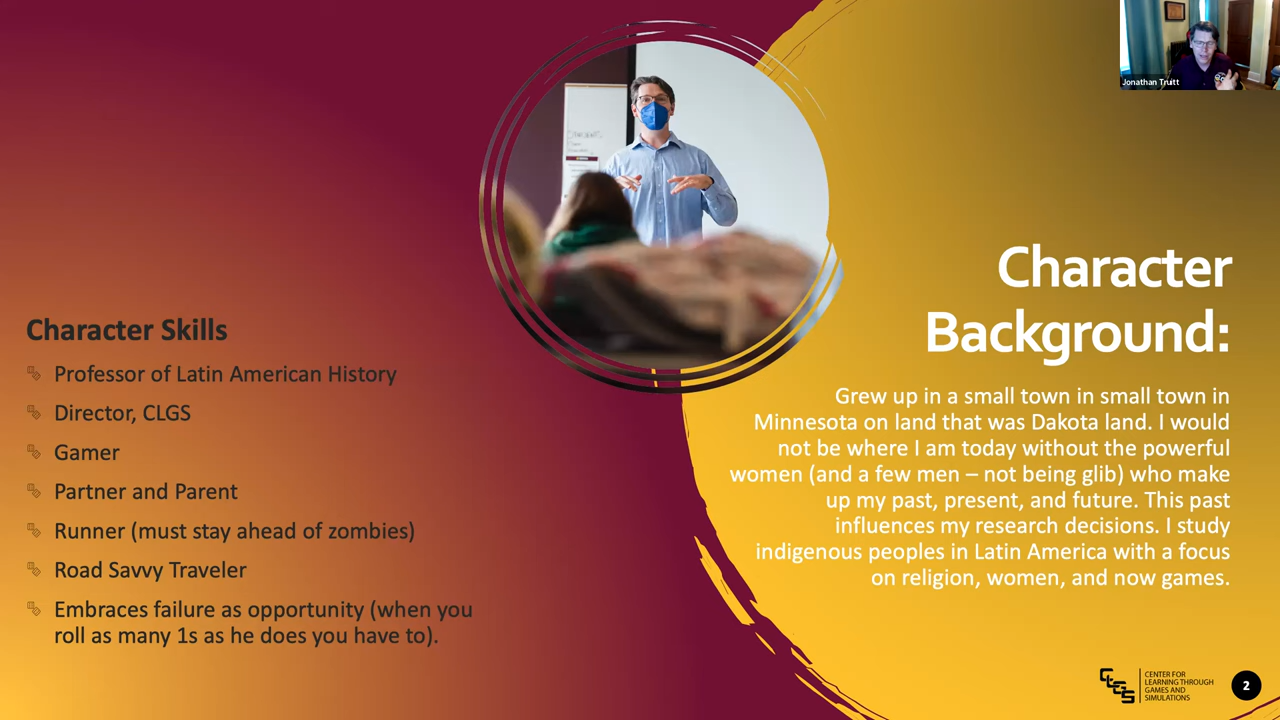 Jonathan Truitt
Character Skills
Professor of Latin American History
Director, CLGS
Gamer
Partner and Parent
Runner (must stay ahead of zombies)
Road Savvy Traveler
Embraces failure as opportunity (when you
roll as many 1s as he does you have to).
Character
Background:
Grew up in a small town in small town in
Minnesota on land that was Dakota land. I would
not be where I am today without the powerful
women (and a few men – not being glib) who make
up my past, present, and future. This past
influences my research decisions. I study
indigenous peoples in Latin America with a focus
on religion, women, and now games.
CLGS
CENTER FOR
LEARNING THROUGH
GAMES AND
SIMULATIONS
2